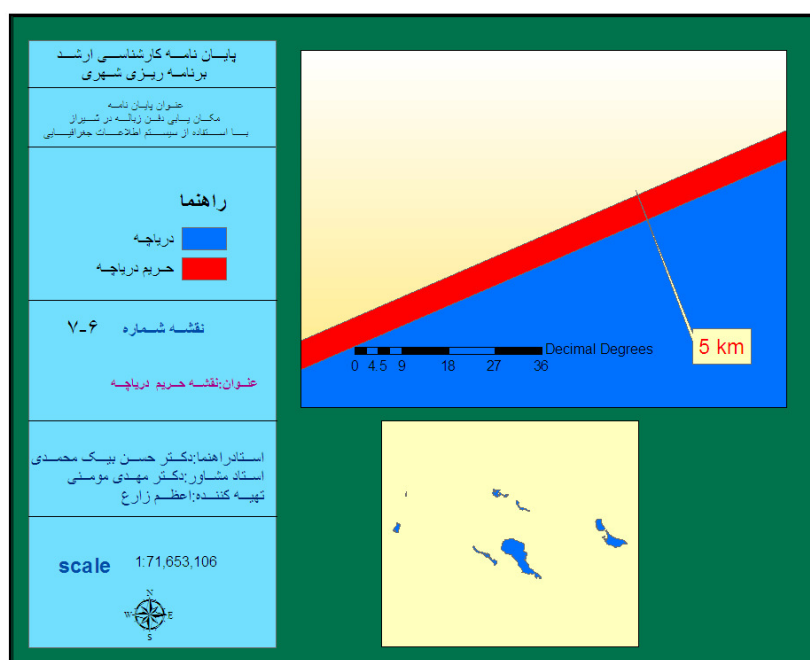 پایان نامه کارشناسی ارشد
برنامه ریزی شهری
عنوان پایان نامه
مکان یابی دفن زباله در شیراز
با استفاده از سیستم اطلاعات جغرافیایی
راهنما
دریاچه
حریم دریاچه
نقشه شماره ۶-۷
عنوان:نقشه حریم دریاچه
استادراهنما:دکتر حسن بیک محمدی
استاد مشاور:دکتر مهدی مومنی
تهیه کننده:اعظم زارع
scale 1:71,653,106
N
W E
S
5 km
Decimal Degrees
0 4.5 9 18 27 36